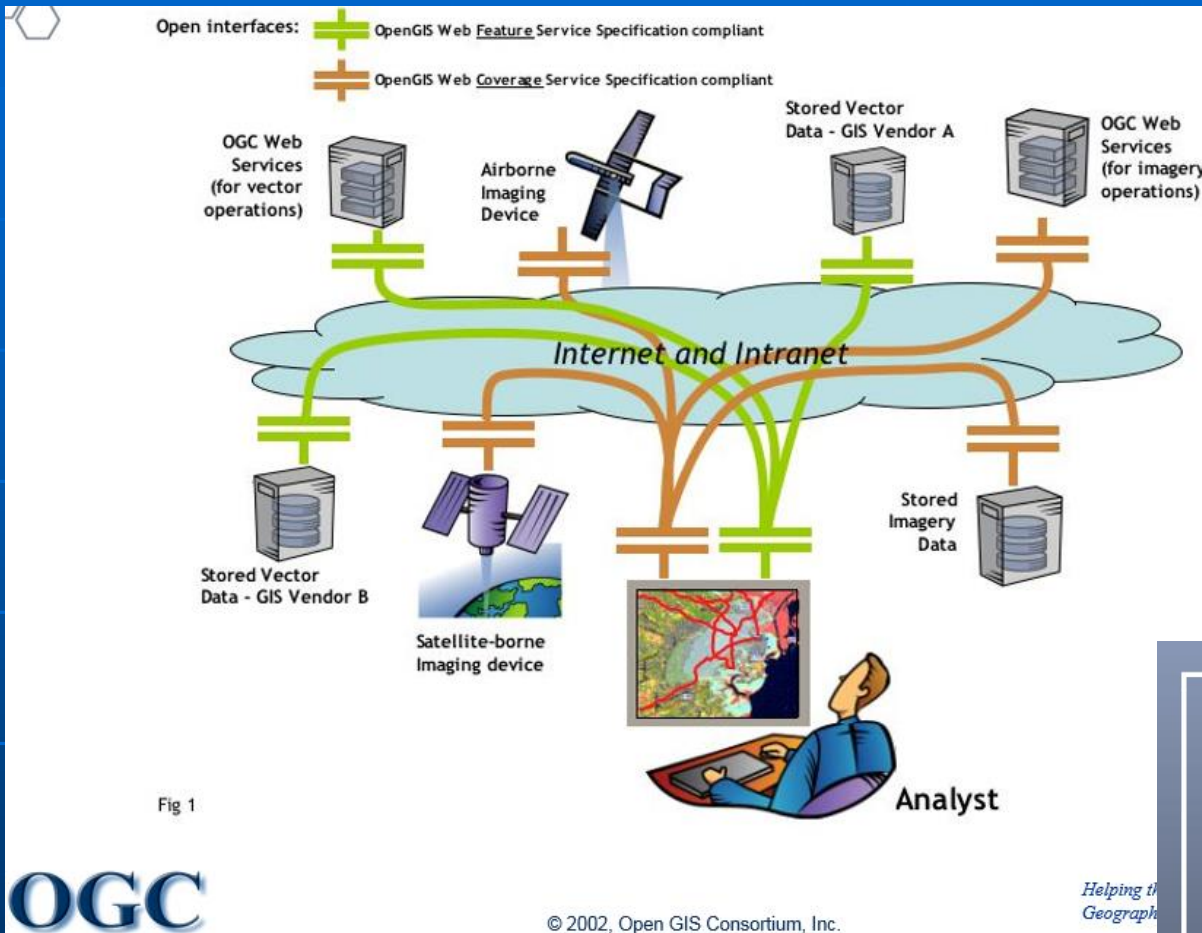 Open interfaces:
OpenGIS Web Feature Service Specification compliant
OpenGIS Web Coverage Service Specification compliant
OGC Web
Services
(for vector
operations)
Airborne
Imaging
Device
Stored Vector
Data - GIS Vendor A
OGC Web
Services
(for imagery
operations)
Internet and Intranet
Stored Vector
Data - GIS Vendor B
Satellite-borne
Imaging device
Stored
Imagery
Data
Analyst
Fig 1
OGC
© 2002, Open GIS Consortium, Inc.
Helping